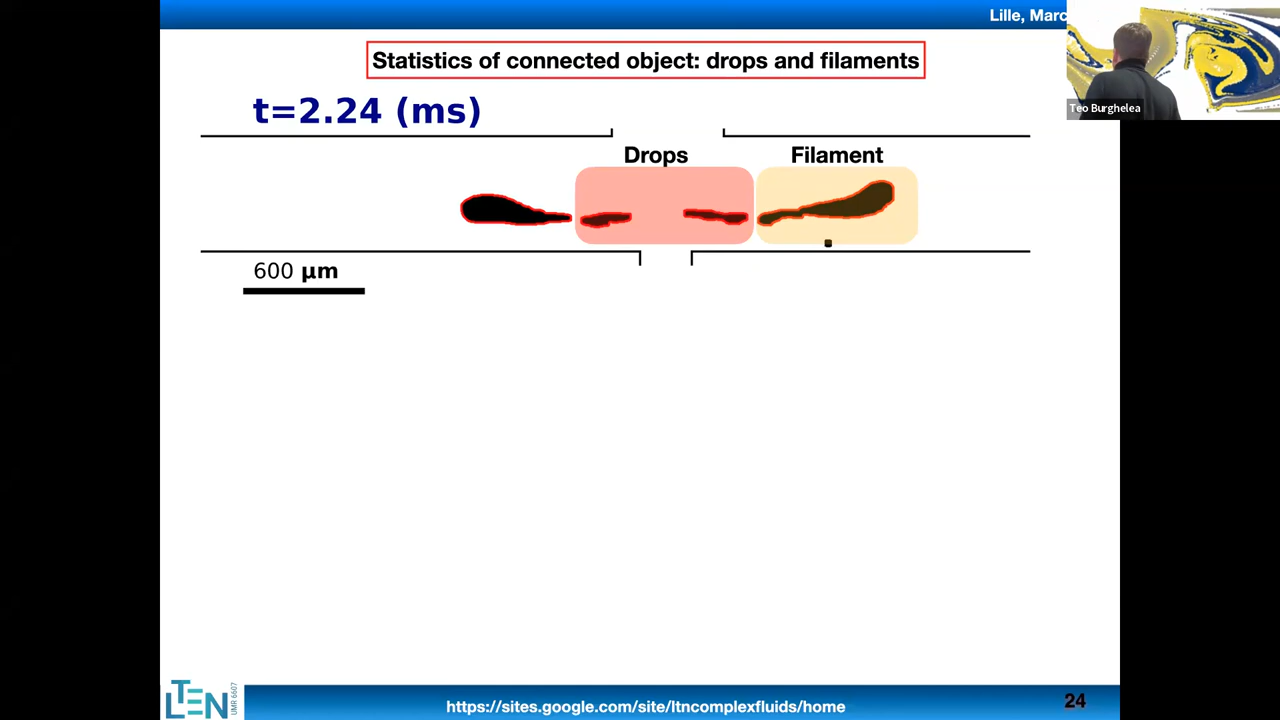 Lille, Marc
Statistics of connected object: drops and filaments
Teo Burghelea
t=2.24 (ms)
Drops
Filament
600 µm
LTEN
UMR 6607
https://sites.google.com/site/ltncomplexfluids/home
24